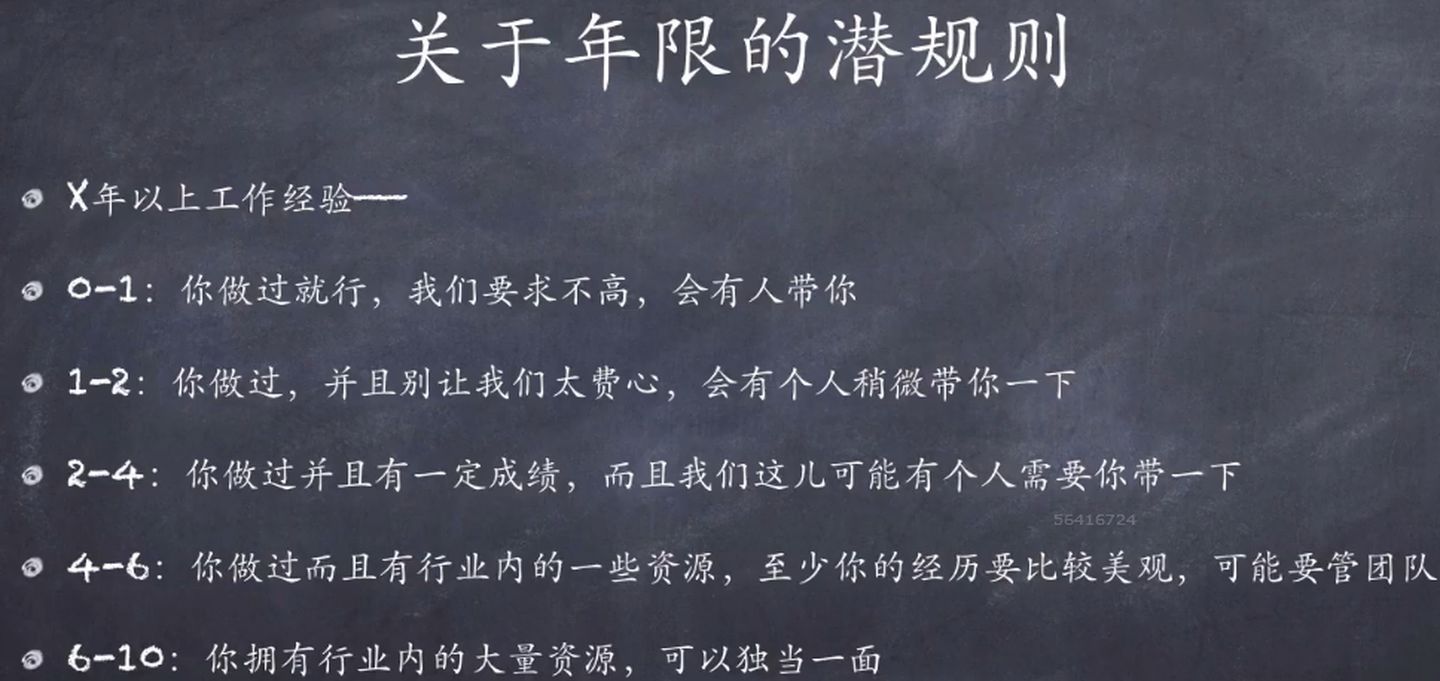 关于年限的潜规则
X年以上工作经验——
0-1：你做过就行，我们要求不高，会有人带你
1-2：你做过，并且别让我们太费心，会有个人稍微带你一下
2-4：你做过并且有一定成绩，而且我们这儿可能有个人需要你带一下
56416724
4-6：你做过而且有行业内的一些资源，至少你的经历要比较美观，可能要管团队
6-10：你拥有行业内的大量资源，可以独当一面